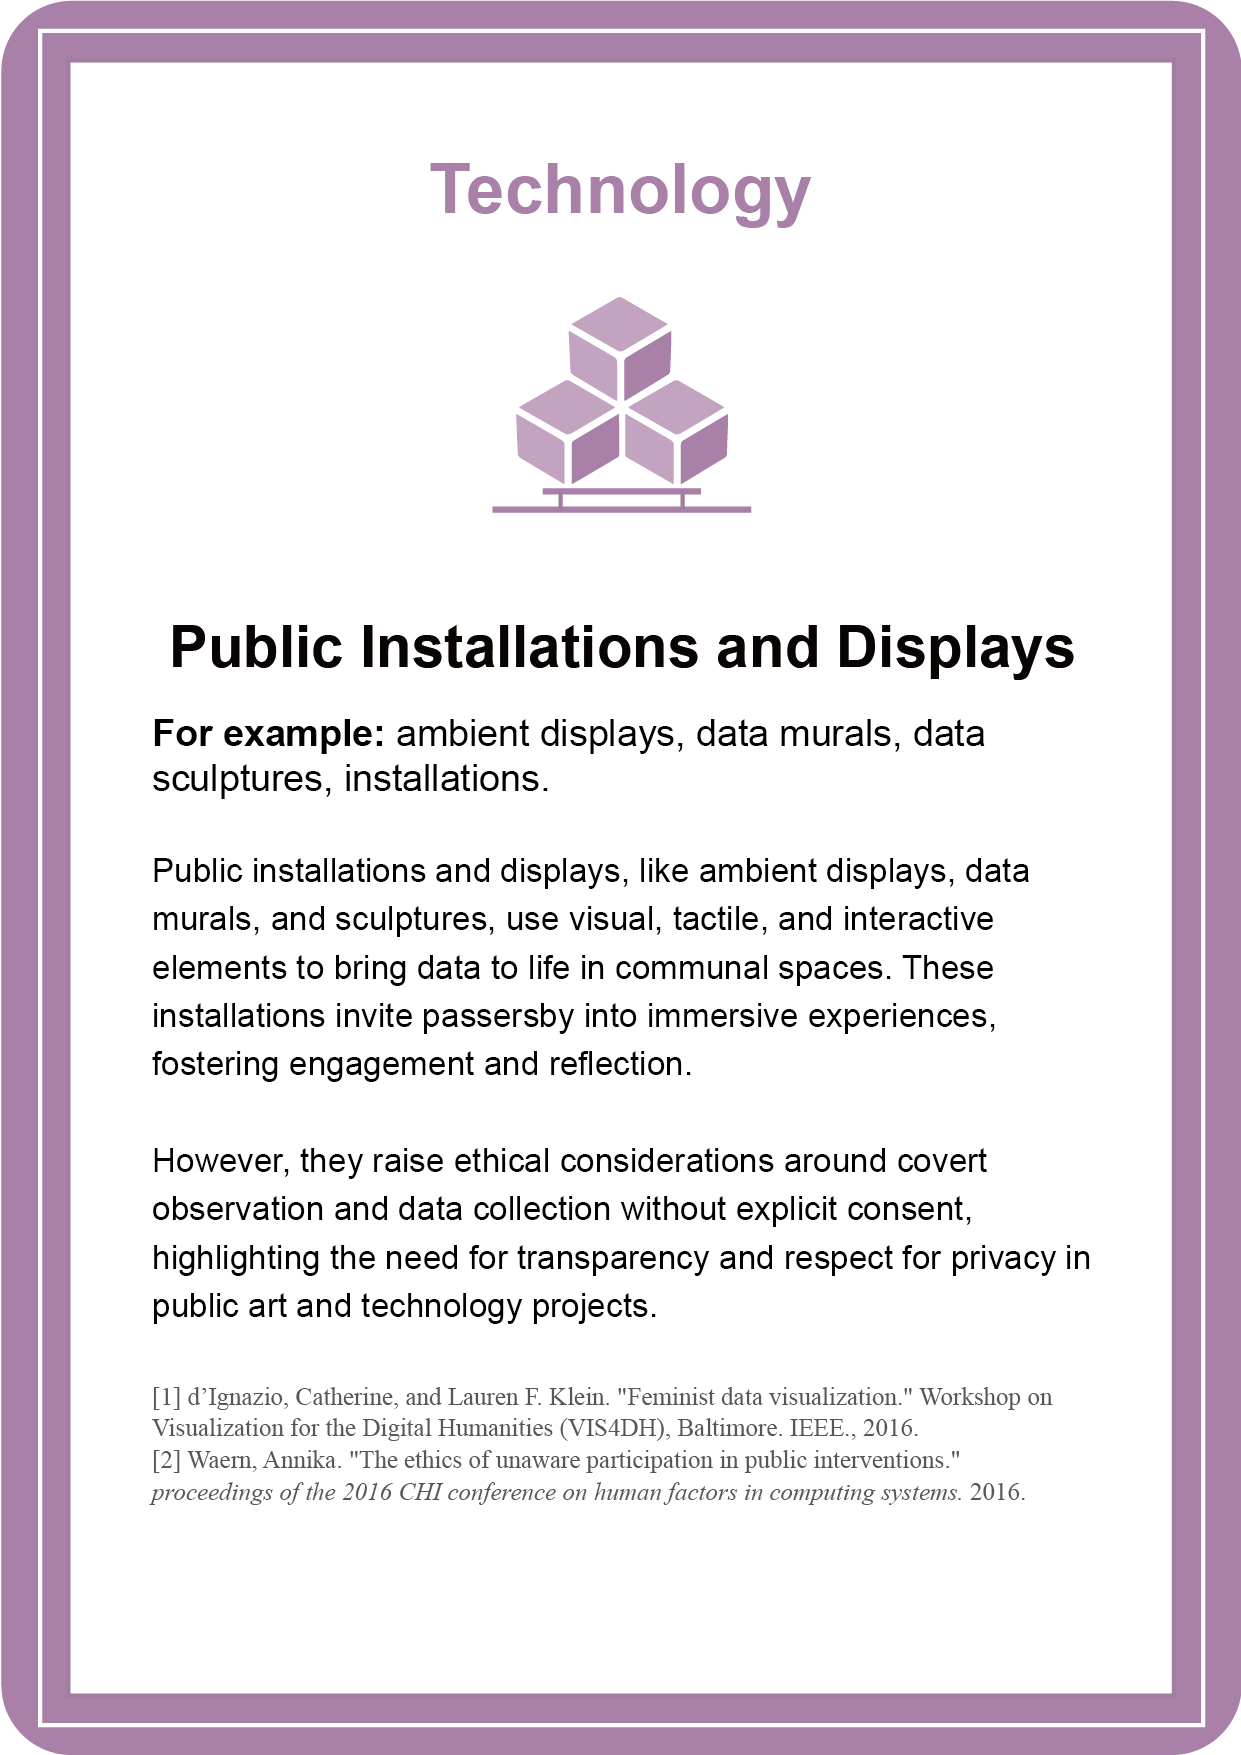 Technology
Public Installations and Displays
For example: ambient displays, data murals, data
sculptures, installations.
Public installations and displays, like ambient displays, data
murals, and sculptures, use visual, tactile, and interactive
elements to bring data to life in communal spaces. These
installations invite passersby into immersive experiences,
fostering engagement and reflection.
However, they raise ethical considerations around covert
observation and data collection without explicit consent,
highlighting the need for transparency and respect for privacy in
public art and technology projects.
[1] d’Ignazio, Catherine, and Lauren F. Klein. "Feminist data visualization." Workshop on
Visualization for the Digital Humanities (VIS4DH), Baltimore. IEEE., 2016.
[2] Waern, Annika. "The ethics of unaware participation in public interventions."
proceedings of the 2016 CHI conference on human factors in computing systems. 2016.